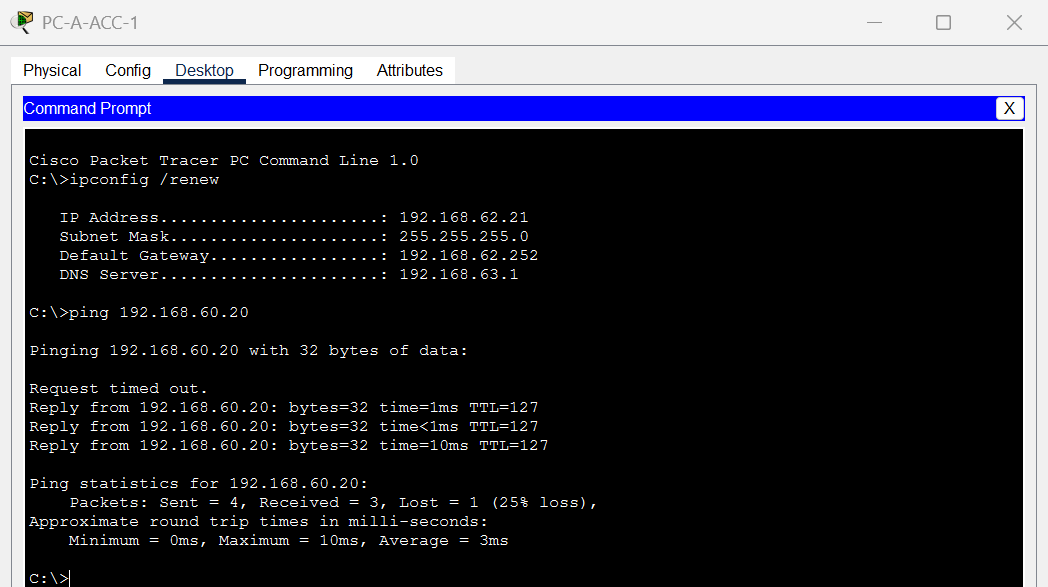 PC-A-ACC-1
Physical Config Desktop Programming Attributes
Command Prompt X
Cisco Packet Tracer PC Command Line 1.0
C:\>ipconfig /renew
IP Address......................: 192.168.62.21
Subnet Mask.....................: 255.255.255.0
Default Gateway.................: 192.168.62.252
DNS Server......................: 192.168.63.1
C:\>ping 192.168.60.20
Pinging 192.168.60.20 with 32 bytes of data:
Request timed out.
Reply from 192.168.60.20: bytes=32 time=1ms TTL=127
Reply from 192.168.60.20: bytes=32 time<1ms TTL=127
Reply from 192.168.60.20: bytes=32 time=10ms TTL=127
Ping statistics for 192.168.60.20:
Packets: Sent = 4, Received = 3, Lost = 1 (25% loss),
Approximate round trip times in milli-seconds:
Minimum = 0ms, Maximum = 10ms, Average = 3ms
C:\>